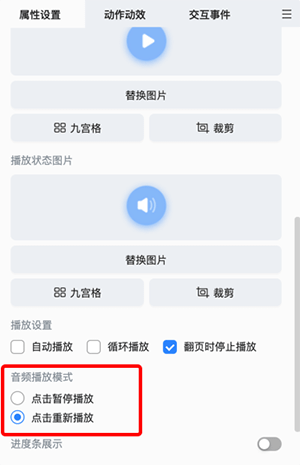 属性设置 动作动效 交互事件
替换图片
九宫格 裁剪
播放状态图片
替换图片
九宫格 裁剪
播放设置
自动播放 循环播放 翻页时停止播放
音频播放模式
点击暂停播放
点击重新播放
进度条展示